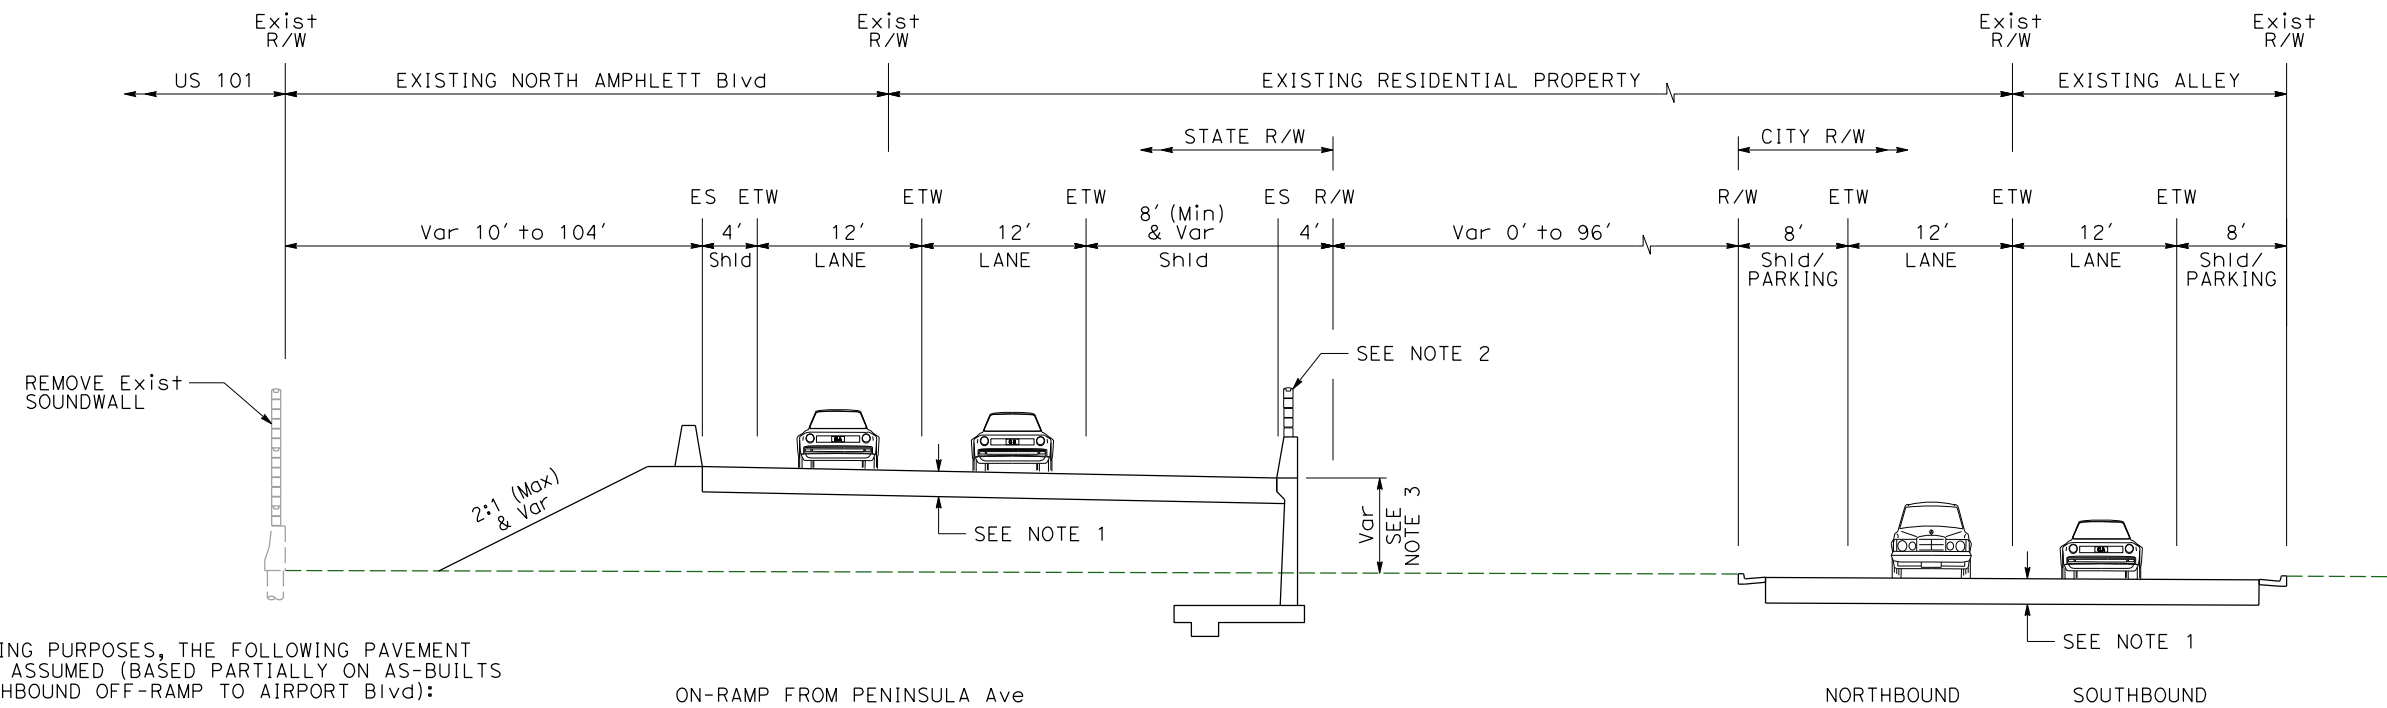 Exist
R/W
Exist
R/W
Exist
R/W
Exist
R/W
US 101
EXISTING NORTH AMPHLETT Blvd
EXISTING RESIDENTIAL PROPERTY
EXISTING ALLEY
STATE R/W
CITY R/W
ES
ETW
ETW
ETW
ES
R/W
R/W
ETW
ETW
ETW
Var 10' to 104'
4'
Shld
12'
LANE
12'
LANE
8' (Min)
& Var
Shld
4'
Var 0' to 96'
8'
Shld/
PARKING
12'
LANE
12'
LANE
8'
Shld/
PARKING
REMOVE Exist
SOUNDWALL
SEE NOTE 2
2:1 (Max)
& Var
SEE NOTE 1
Var
SEE
NOTE 3
SEE NOTE 1
ING PURPOSES, THE FOLLOWING PAVEMENT
ASSUMED (BASED PARTIALLY ON AS-BUILTS
HBOUND OFF-RAMP TO AIRPORT Blvd):
ON-RAMP FROM PENINSULA Ave
NORTHBOUND
SOUTHBOUND